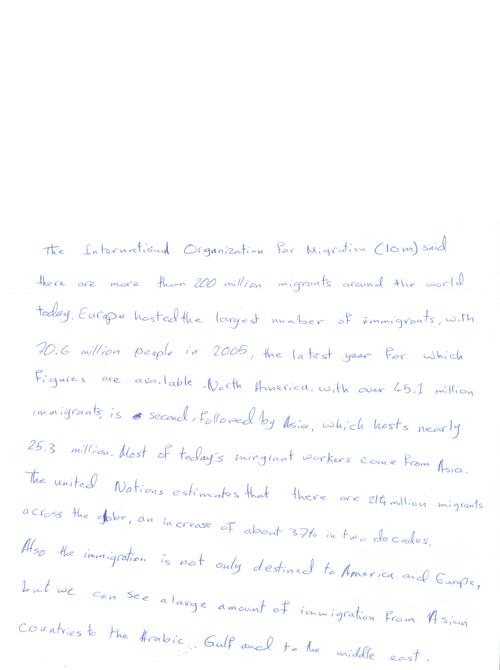 The International Organization For Migration (Iom) said
there are more than 200 million migrants around the world
today. Europe hosted the largest number of immigrants, with
70.6 million people in 2005, the latest year for which
figures are available. North America, with over 45.1 million
immigrants, is second, followed by Asia, which hosts nearly
25.3 million. Most of today's mirgrant workers come from Asia.
The united Nations estimates that there are 214 million migrants
across the globe, an increase of about 37% in two decades.
Also the immigration is not only destined to America and Europe,
but we can see a large amount of immigration from Asian
Countries to the Arabic Gulf and to the middle east.